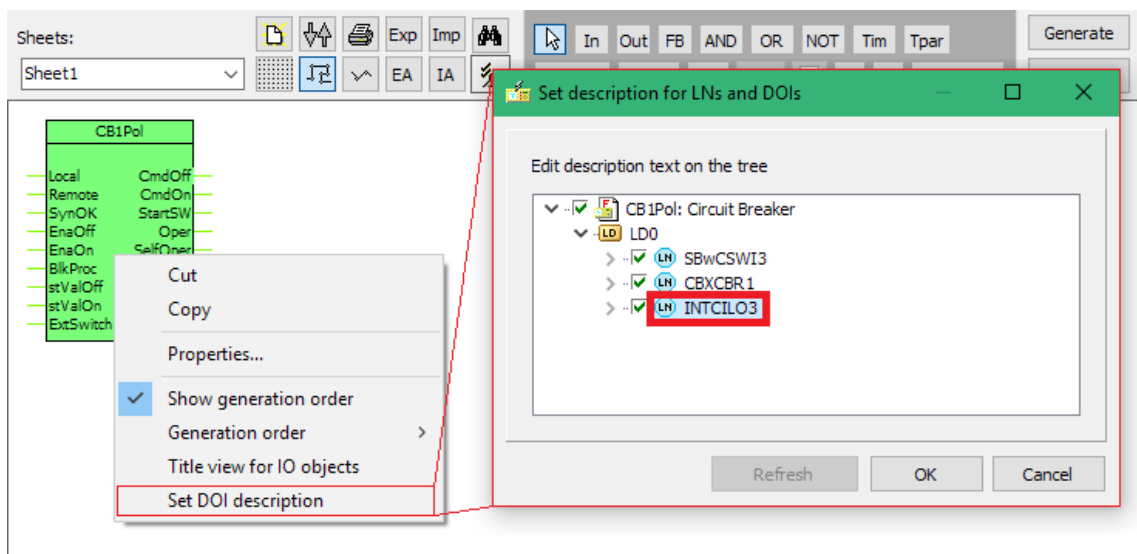 Sheets:
Exp Imp
In Out FB AND OR NOT Tim Tpar
Generate
Sheet1
EA IA
Set description for LNs and DOIs
CB1Pol
Local CmdOff
Remote CmdOn
SynOK StartSW
EnaOff Oper
EnaOn SelfOper
BlkProc
stValOff
stValOn
ExtSwitch
Cut
Copy
Properties...
Show generation order
Generation order
Title view for IO objects
Set DOI description
Edit description text on the tree
F CB1Pol: Circuit Breaker
LD LD0
LN SBwCSWI3
LN CBXCBR1
LN INTCILO3
Refresh OK Cancel